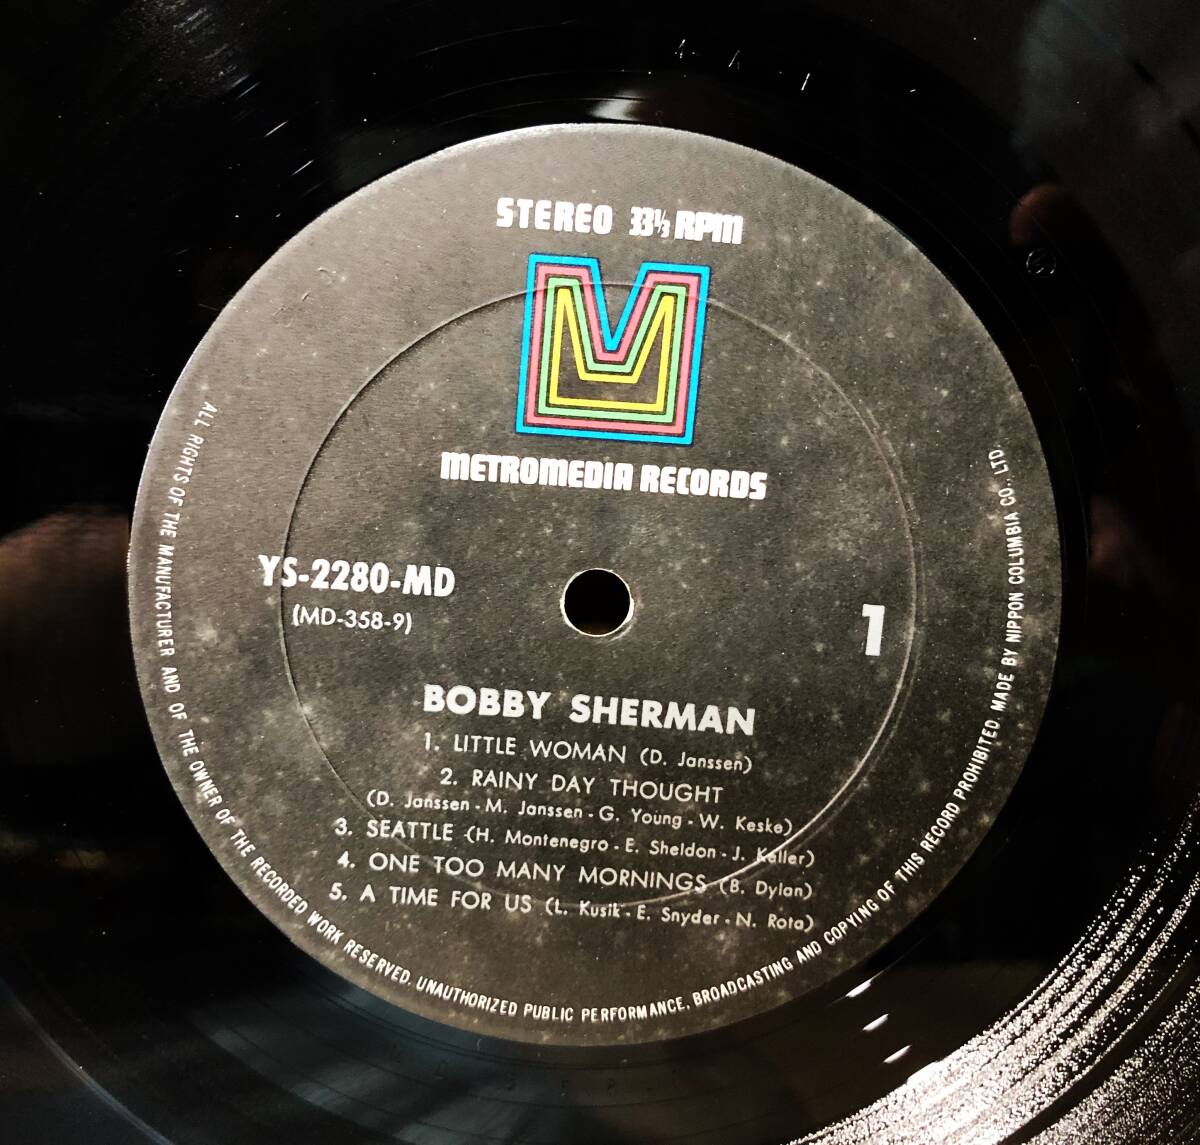 4 - A - 1
STEREO 33⅓ RPM
METROMEDIA RECORDS
YS-2280-MD
(MD-358-9)
1
BOBBY SHERMAN
1. LITTLE WOMAN (D. Janssen)
2. RAINY DAY THOUGHT
(D. Janssen - M. Janssen - G. Young - W. Keske)
3. SEATTLE (H. Montenegro - E. Sheldon - J. Keller)
4. ONE TOO MANY MORNINGS (B. Dylan)
5. A TIME FOR US (L. Kusik - E. Snyder - N. Rota)
ALL RIGHTS OF THE MANUFACTURER AND OF THE OWNER OF THE RECORDED WORK RESERVED. UNAUTHORIZED PUBLIC PERFORMANCE, BROADCASTING AND COPYING OF THIS RECORD PROHIBITED. MADE BY NIPPON COLUMBIA CO., LTD.